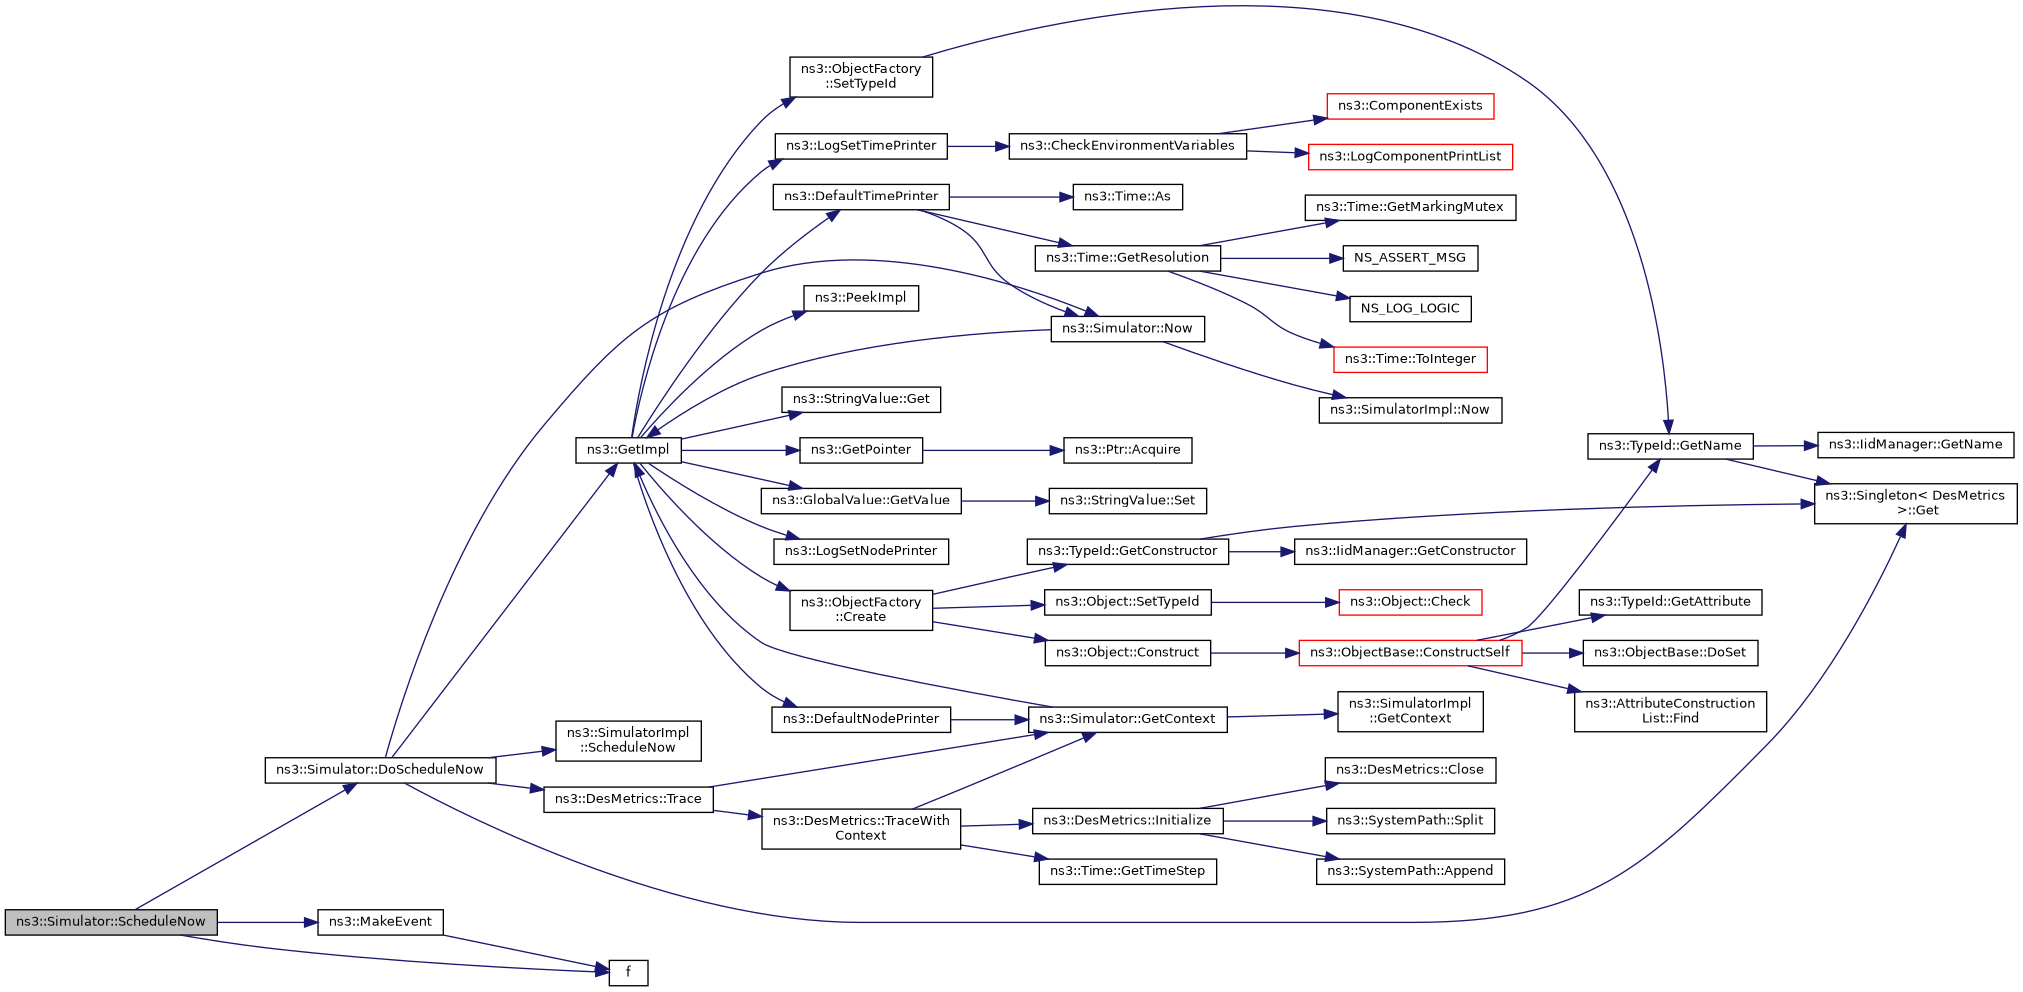 ns3::ObjectFactory
::SetTypeId
ns3::ComponentExists
ns3::LogSetTimePrinter
ns3::CheckEnvironmentVariables
ns3::LogComponentPrintList
ns3::DefaultTimePrinter
ns3::Time::As
ns3::Time::GetMarkingMutex
ns3::Time::GetResolution
NS_ASSERT_MSG
ns3::PeekImpl
NS_LOG_LOGIC
ns3::Simulator::Now
ns3::Time::ToInteger
ns3::StringValue::Get
ns3::SimulatorImpl::Now
ns3::GetImpl
ns3::GetPointer
ns3::Ptr::Acquire
ns3::TypeId::GetName
ns3::IidManager::GetName
ns3::GlobalValue::GetValue
ns3::StringValue::Set
ns3::Singleton< DesMetrics
>::Get
ns3::LogSetNodePrinter
ns3::TypeId::GetConstructor
ns3::IidManager::GetConstructor
ns3::ObjectFactory
::Create
ns3::Object::SetTypeId
ns3::Object::Check
ns3::TypeId::GetAttribute
ns3::Object::Construct
ns3::ObjectBase::ConstructSelf
ns3::ObjectBase::DoSet
ns3::AttributeConstruction
List::Find
ns3::DefaultNodePrinter
ns3::Simulator::GetContext
ns3::SimulatorImpl
::GetContext
ns3::SimulatorImpl
::ScheduleNow
ns3::Simulator::DoScheduleNow
ns3::DesMetrics::Trace
ns3::DesMetrics::Close
ns3::DesMetrics::TraceWith
Context
ns3::DesMetrics::Initialize
ns3::SystemPath::Split
ns3::Time::GetTimeStep
ns3::SystemPath::Append
ns3::Simulator::ScheduleNow
ns3::MakeEvent
f